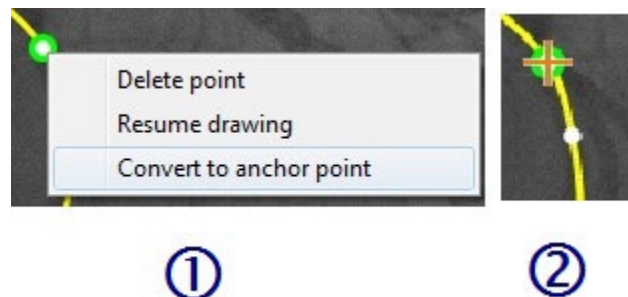 Delete point
Resume drawing
Convert to anchor point
① ②